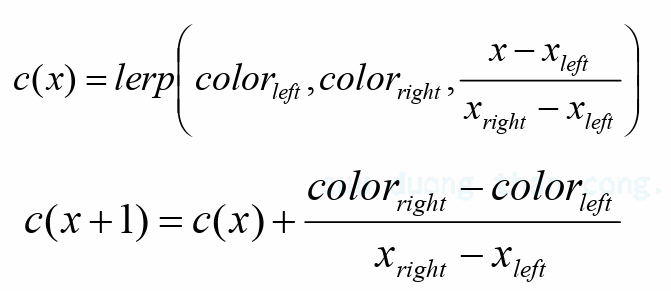 c(x) = lerp( color_left , color_right , (x − x_left) / (x_right − x_left) )
c(x+1) = c(x) + (color_right − color_left) / (x_right − x_left)